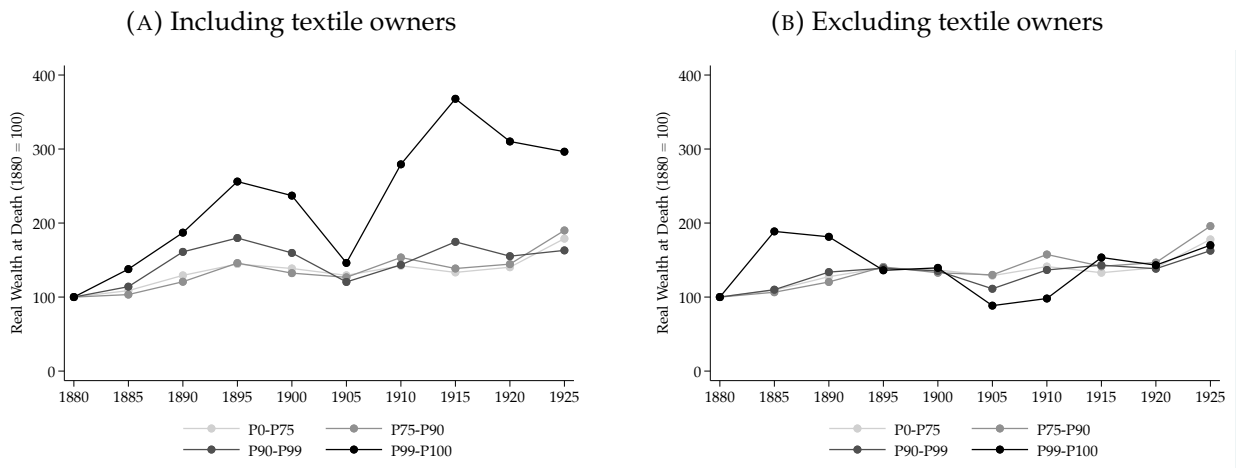 (A) Including textile owners
Real Wealth at Death (1880 = 100)
400
300
200
100
0
1880 1885 1890 1895 1900 1905 1910 1915 1920 1925
P0-P75 P75-P90
P90-P99 P99-P100
(B) Excluding textile owners
Real Wealth at Death (1880 = 100)
400
300
200
100
0
1880 1885 1890 1895 1900 1905 1910 1915 1920 1925
P0-P75 P75-P90
P90-P99 P99-P100